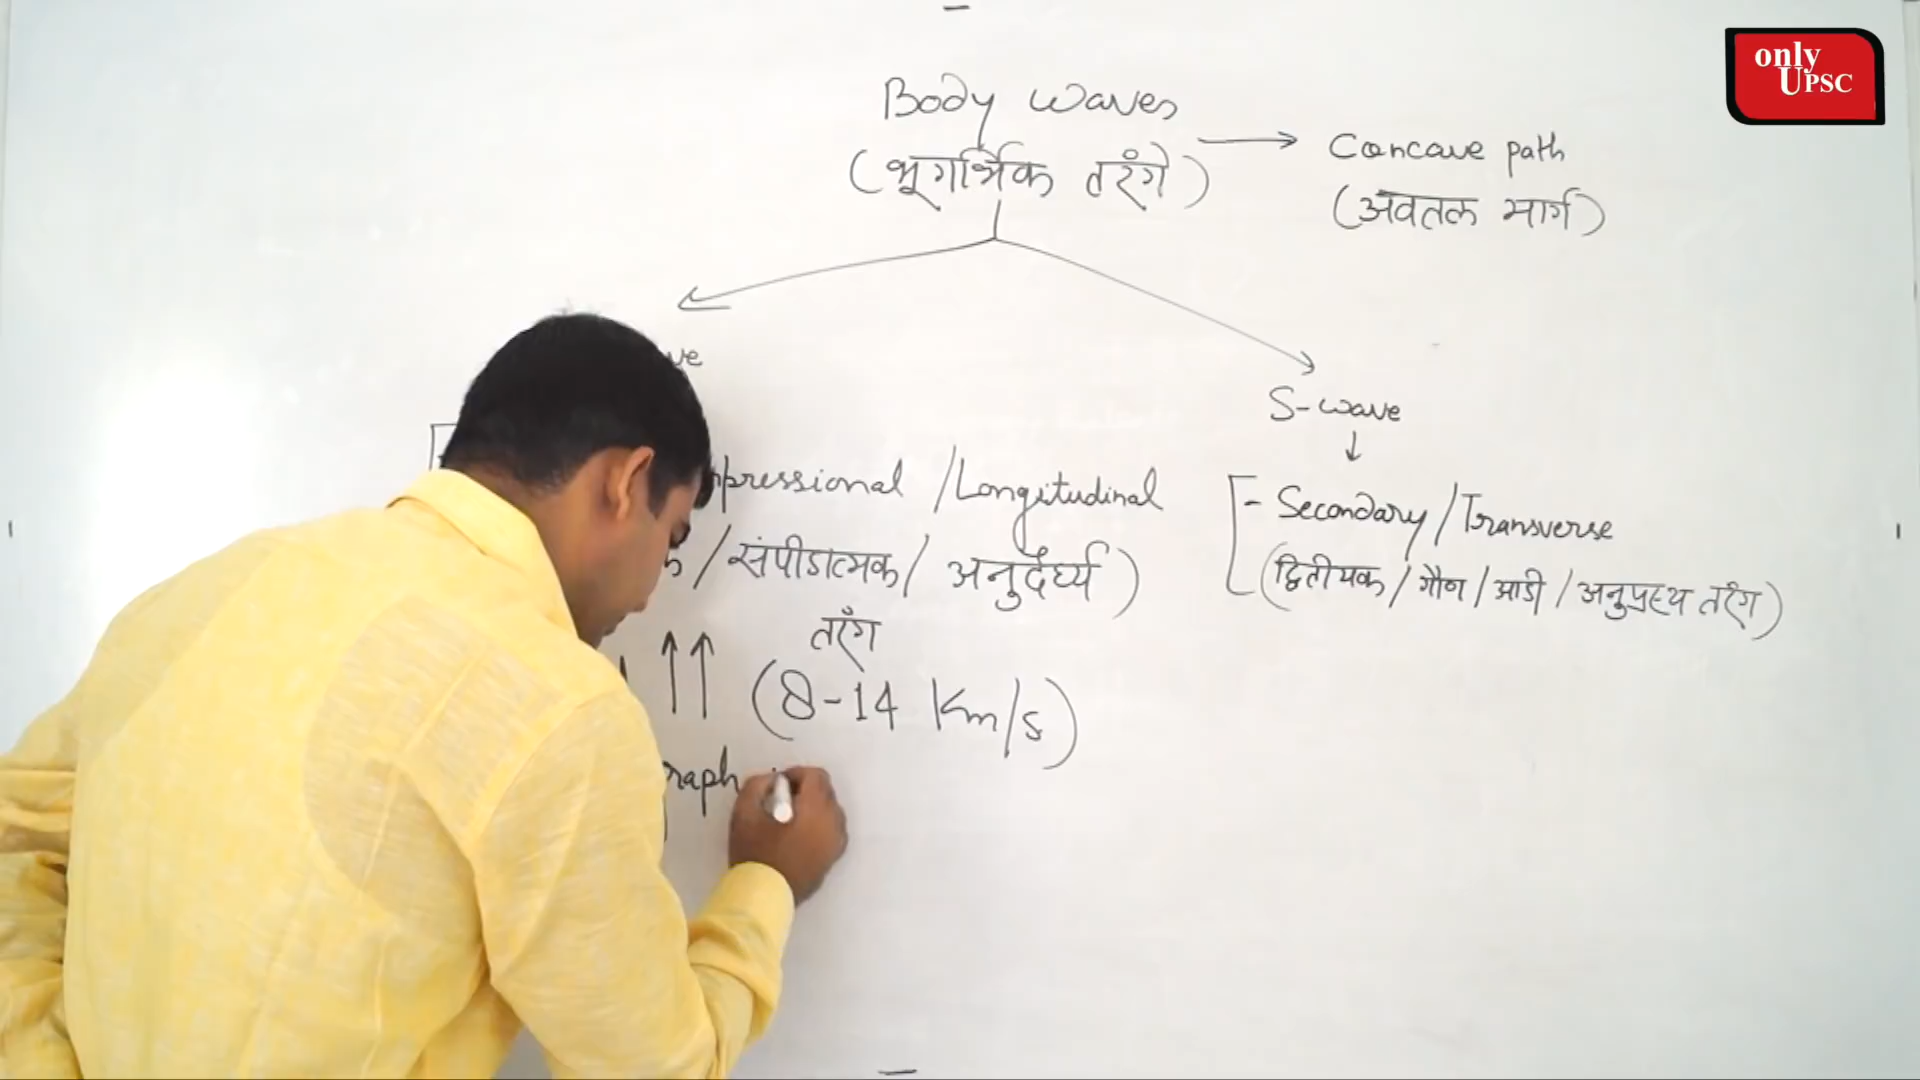 only
UPSC
Body waves
(भूगर्भिक तरंगे)
Concave path
(अवतल मार्ग)
S-wave
pressional / Longitudinal
/ संपीडात्मक / अनुदैर्ध्य)
तरंग
(8-14 Km/s)
raph
- Secondary / Transverse
(द्वितीयक / गौण / आडी / अनुप्रस्थ तरंग)